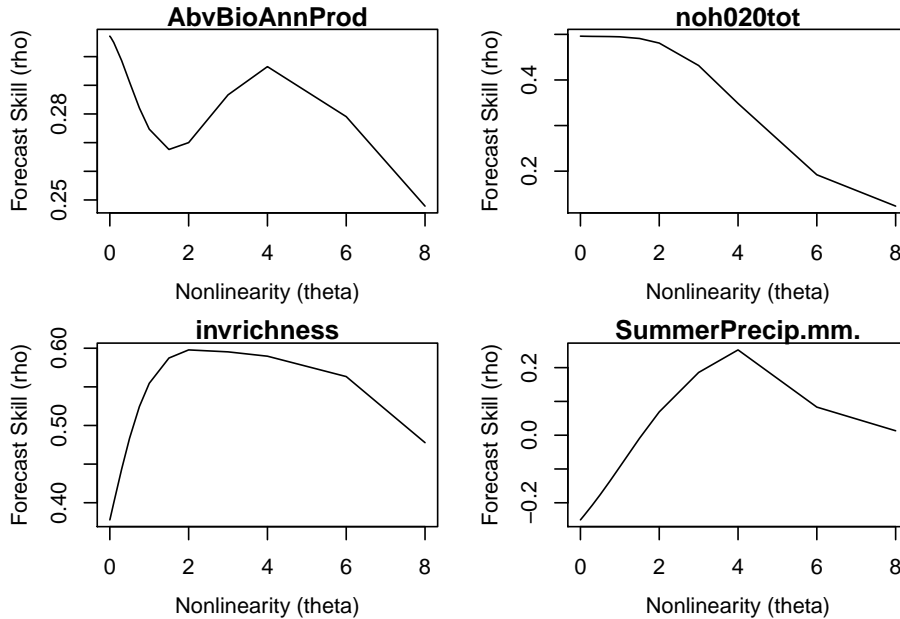 AbvBioAnnProd
Forecast Skill (rho)
0.28
0.25
0 2 4 6 8
Nonlinearity (theta)
noh020tot
Forecast Skill (rho)
0.4
0.2
0 2 4 6 8
Nonlinearity (theta)
invrichness
Forecast Skill (rho)
0.60
0.50
0.40
0 2 4 6 8
Nonlinearity (theta)
SummerPrecip.mm.
Forecast Skill (rho)
0.2
0.0
−0.2
0 2 4 6 8
Nonlinearity (theta)